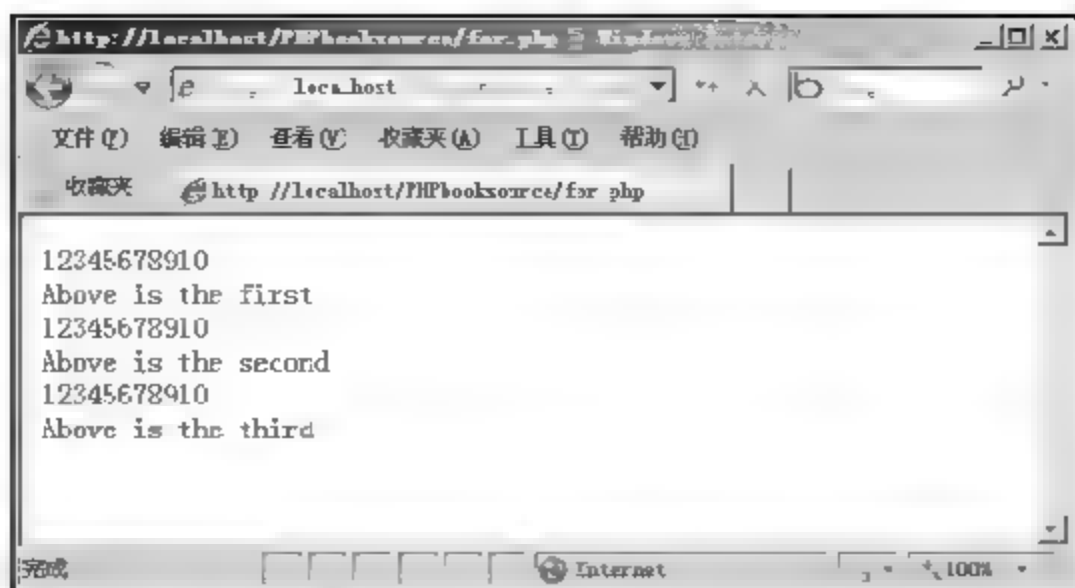 http://localhost/PHPbooksource/for.php - Windows
localhost
文件(F) 编辑(E) 查看(V) 收藏夹(A) 工具(T) 帮助(H)
收藏夹 http://localhost/PHPbooksource/for.php
12345678910
Above is the first
12345678910
Above is the second
12345678910
Above is the third
完成 Internet 100%